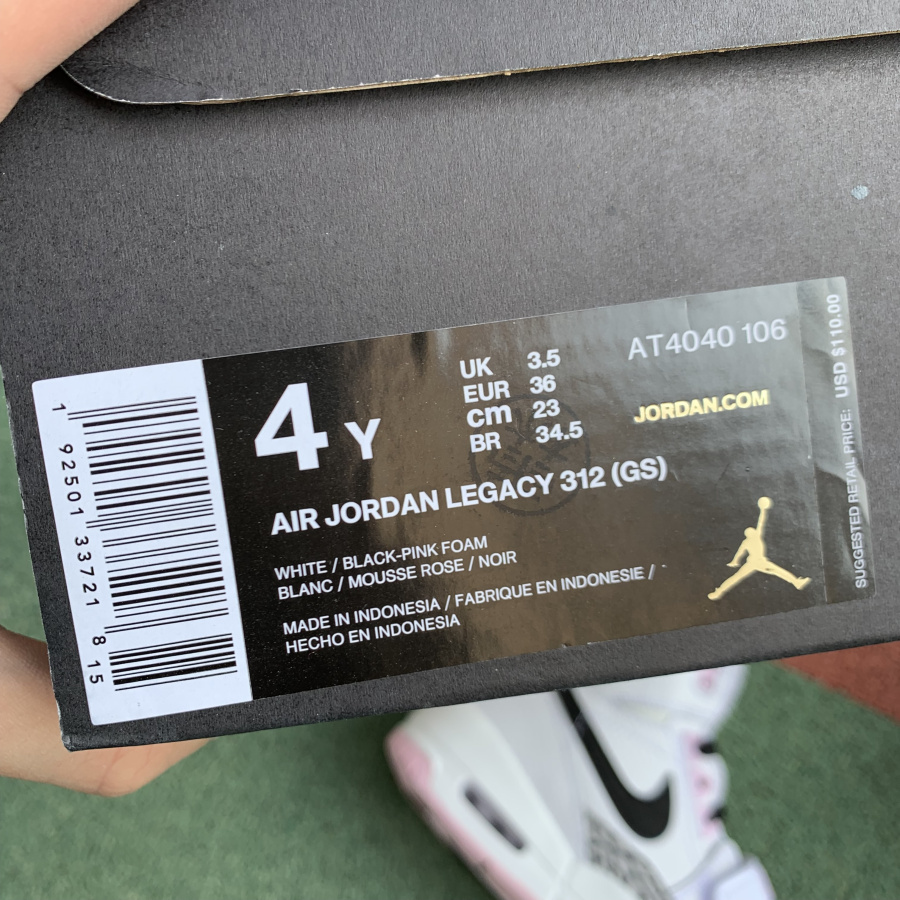 4 Y
UK 3.5
EUR 36
cm 23
BR 34.5
AT4040 106
JORDAN.COM
AIR JORDAN LEGACY 312 (GS)
WHITE / BLACK-PINK FOAM
BLANC / MOUSSE ROSE / NOIR
MADE IN INDONESIA / FABRIQUE EN INDONESIE /
HECHO EN INDONESIA
SUGGESTED RETAIL PRICE: USD $110.00
1 92501 33721 8 15